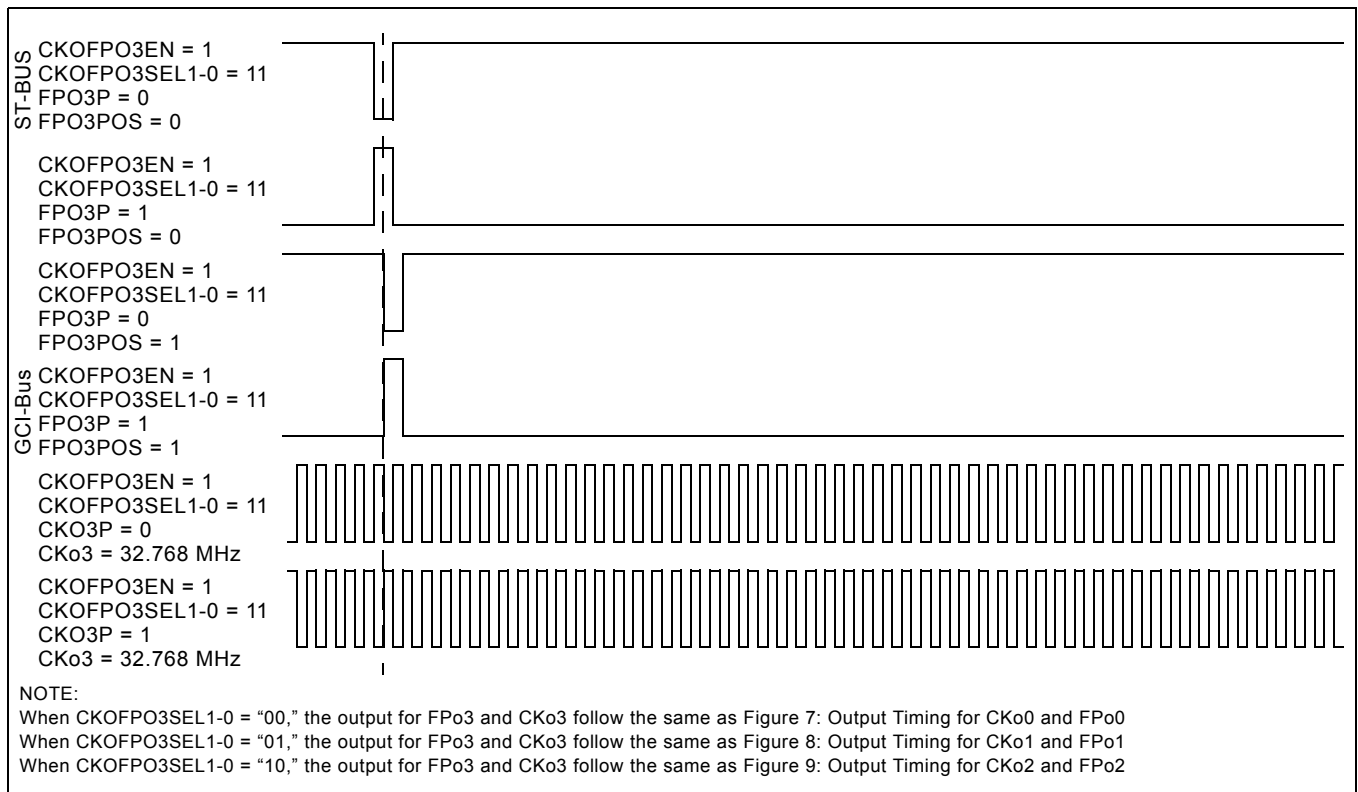 ST-BUS
CKOFPO3EN = 1
CKOFPO3SEL1-0 = 11
FPO3P = 0
FPO3POS = 0
CKOFPO3EN = 1
CKOFPO3SEL1-0 = 11
FPO3P = 1
FPO3POS = 0
CKOFPO3EN = 1
CKOFPO3SEL1-0 = 11
FPO3P = 0
FPO3POS = 1
GCI-Bus
CKOFPO3EN = 1
CKOFPO3SEL1-0 = 11
FPO3P = 1
FPO3POS = 1
CKOFPO3EN = 1
CKOFPO3SEL1-0 = 11
CKO3P = 0
CKo3 = 32.768 MHz
CKOFPO3EN = 1
CKOFPO3SEL1-0 = 11
CKO3P = 1
CKo3 = 32.768 MHz
NOTE:
When CKOFPO3SEL1-0 = “00,” the output for FPo3 and CKo3 follow the same as Figure 7: Output Timing for CKo0 and FPo0
When CKOFPO3SEL1-0 = “01,” the output for FPo3 and CKo3 follow the same as Figure 8: Output Timing for CKo1 and FPo1
When CKOFPO3SEL1-0 = “10,” the output for FPo3 and CKo3 follow the same as Figure 9: Output Timing for CKo2 and FPo2